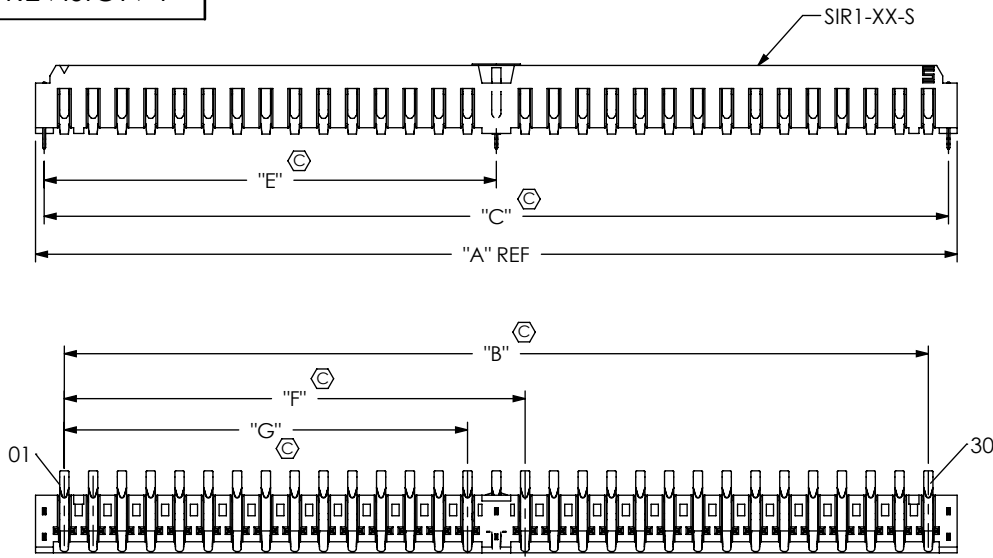 SIR1-XX-S
C
"E"
C
"C"
"A" REF
C
"B"
C
"F"
"G"
C
01
30